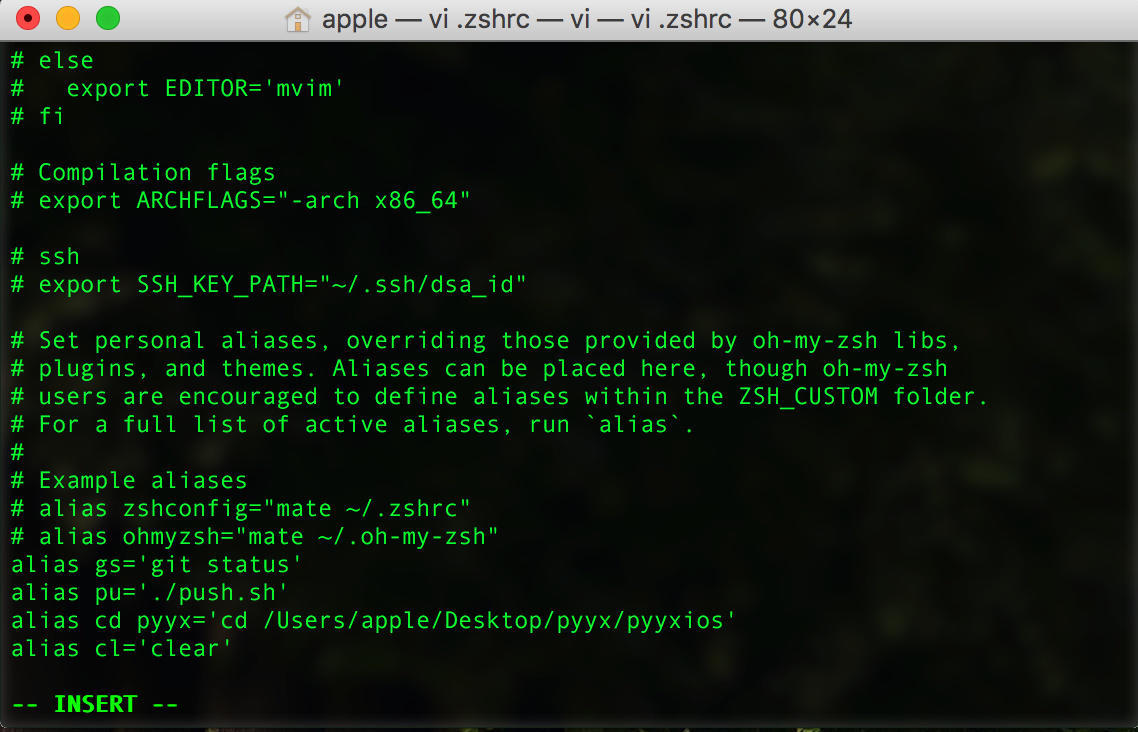 apple — vi .zshrc — vi — vi .zshrc — 80×24
# else
#   export EDITOR='mvim'
# fi

# Compilation flags
# export ARCHFLAGS="-arch x86_64"

# ssh
# export SSH_KEY_PATH="~/.ssh/dsa_id"

# Set personal aliases, overriding those provided by oh-my-zsh libs,
# plugins, and themes. Aliases can be placed here, though oh-my-zsh
# users are encouraged to define aliases within the ZSH_CUSTOM folder.
# For a full list of active aliases, run `alias`.
#
# Example aliases
# alias zshconfig="mate ~/.zshrc"
# alias ohmyzsh="mate ~/.oh-my-zsh"
alias gs='git status'
alias pu='./push.sh'
alias cd pyyx='cd /Users/apple/Desktop/pyyx/pyyxios'
alias cl='clear'

-- INSERT --